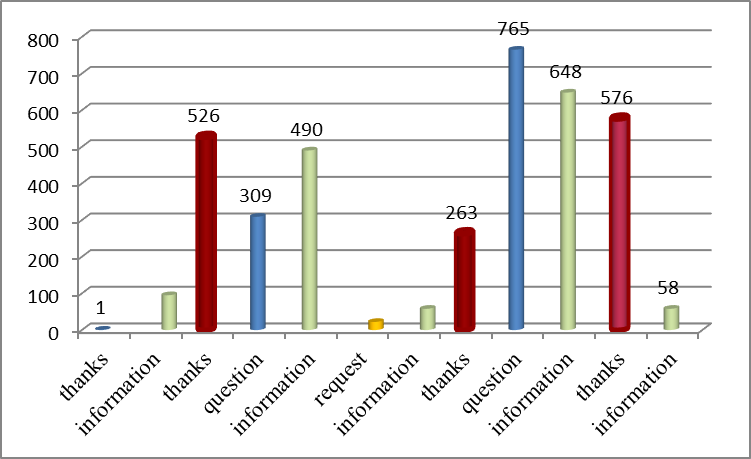 800
700
600
500
400
300
200
100
0
1
526
309
490
263
765
648
576
58
thanks
information
thanks
question
information
request
information
thanks
question
information
thanks
information